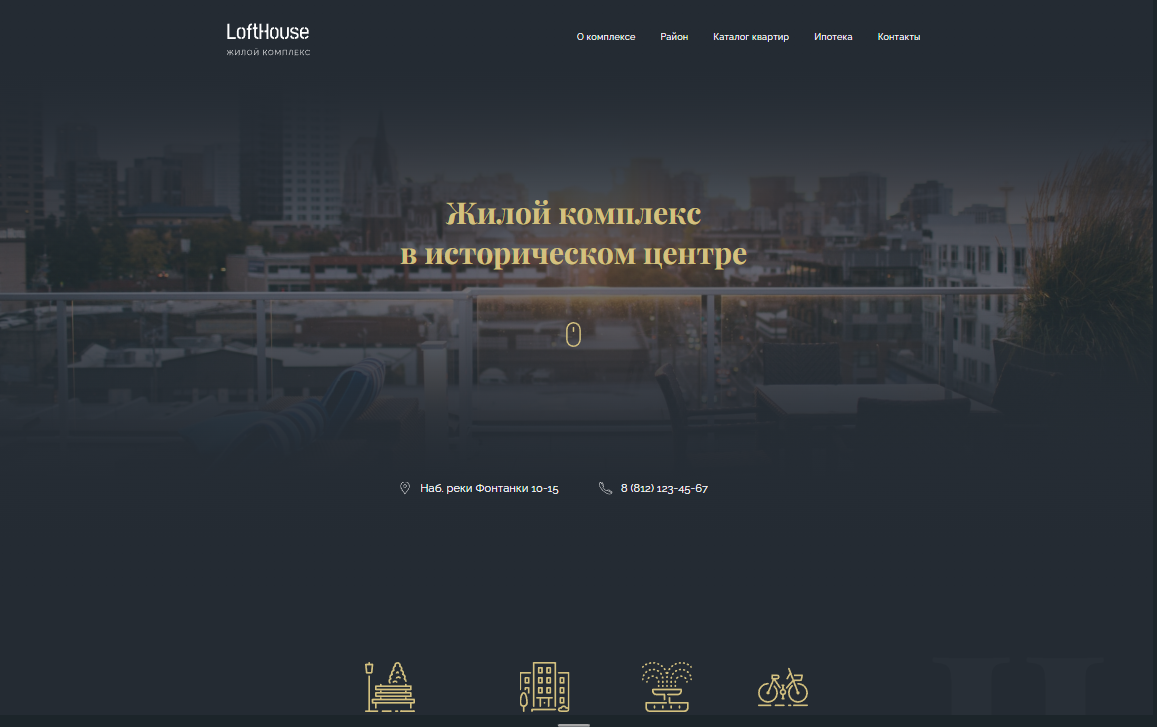 LoftHouse
ЖИЛОЙ КОМПЛЕКС
О комплексе Район Каталог квартир Ипотека Контакты
Жилой комплекс
в историческом центре
Наб. реки Фонтанки 10-15 8 (812) 123-45-67